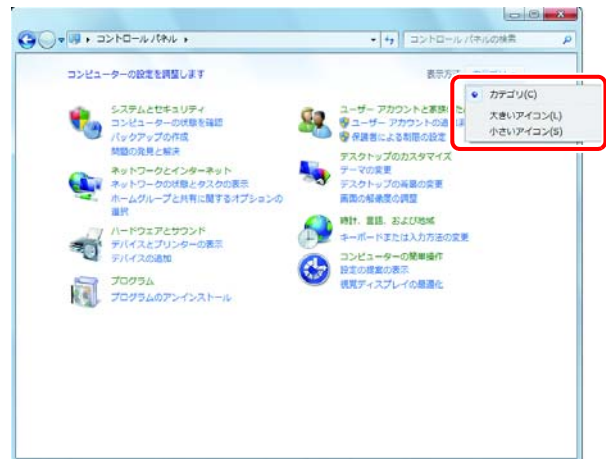 コントロール パネル
コントロール パネルの検索
コンピューターの設定を調整します
表示方法
カテゴリ(C)
大きいアイコン(L)
小さいアイコン(S)
システムとセキュリティ
コンピューターの状態を確認
バックアップの作成
問題の発見と解決
ネットワークとインターネット
ネットワークの状態とタスクの表示
ホームグループと共有に関するオプションの
選択
ハードウェアとサウンド
デバイスとプリンターの表示
デバイスの追加
プログラム
プログラムのアンインストール
ユーザー アカウントと家族
ユーザー アカウントの追
保護者による制限の設定
デスクトップのカスタマイズ
テーマの変更
デスクトップの背景の変更
画面の解像度の調整
時計、言語、および地域
キーボードまたは入力方法の変更
コンピューターの簡単操作
設定の提案の表示
視覚ディスプレイの最適化